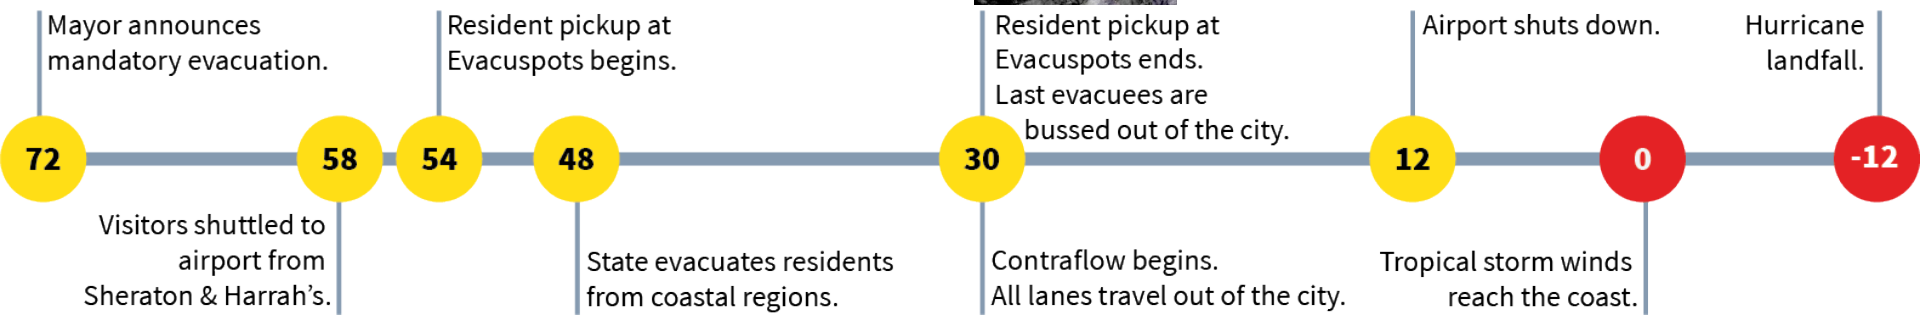 Mayor announces
mandatory evacuation.
Resident pickup at
Evacuspots begins.
Resident pickup at
Evacuspots ends.
Last evacuees are
bussed out of the city.
Airport shuts down.
Hurricane
landfall.
72
58
54
48
30
12
0
-12
Visitors shuttled to
airport from
Sheraton & Harrah's.
State evacuates residents
from coastal regions.
Contraflow begins.
All lanes travel out of the city.
Tropical storm winds
reach the coast.